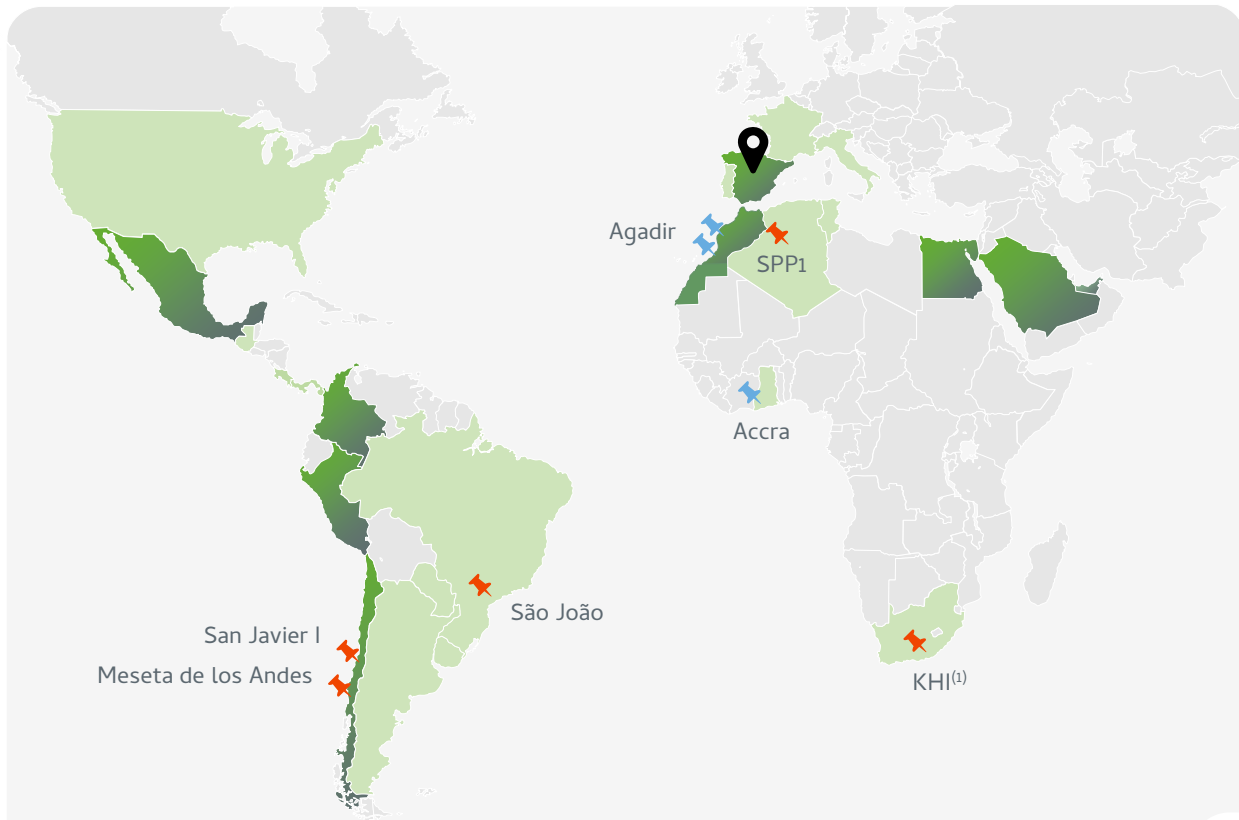 Agadir
SPP1
Accra
São João
San Javier I
Meseta de los Andes
KHI(1)